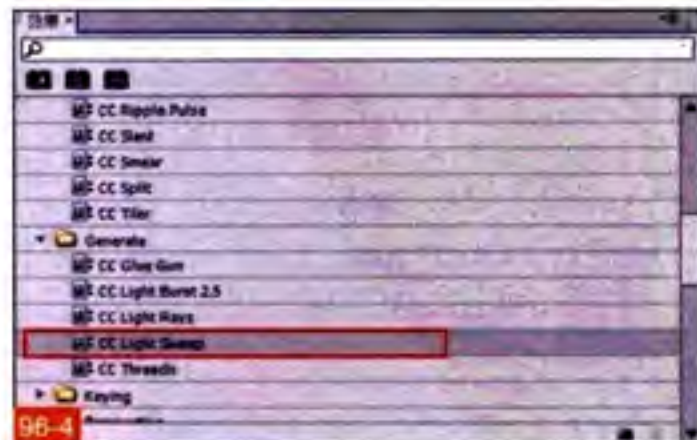 效果
CC Ripple Pulse
CC Slant
CC Smear
CC Split
CC Tiler
Generate
CC Glue Gun
CC Light Burst 2.5
CC Light Rays
CC Light Sweep
CC Threads
Keying
96-4